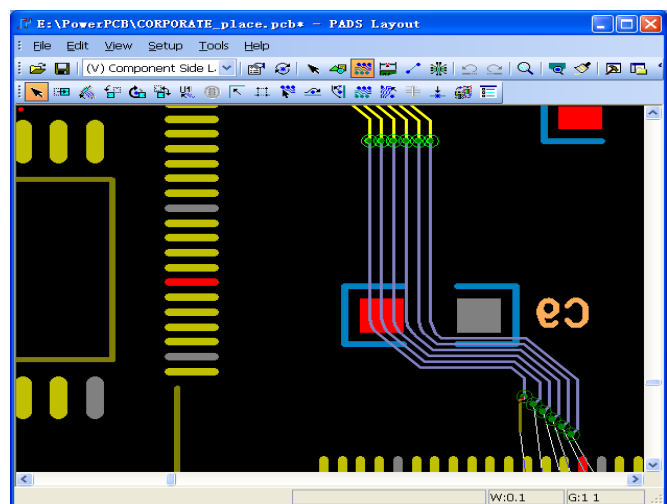 E:\PowerPCB\CORPORATE_place.pcb* - PADS Layout
File Edit View Setup Tools Help
(V) Component Side L.
C9
W:0.1 G:1 1